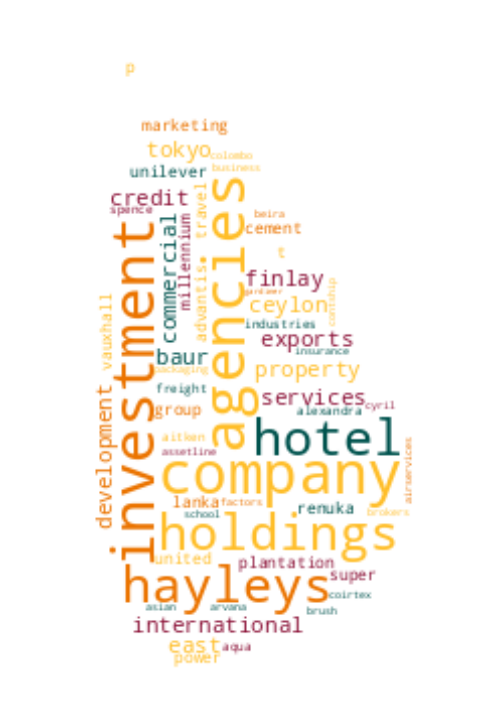 p
marketing
tokyo
colombo
unilever
business
credit
travel
spence
agencies
beira
commercial
millennium
cement
investment
t
advantis
finlay
gardiner
ceylon
containship
vauxhall
industries
exports
baur
insurance
packaging
property
freight
development
services
cyril
group
alexandra
hotel
aitken
assetline
company
airservices
lanka
factors
renuka
school
brokers
holdings
united
plantation
super
hayleys
coirtex
asian
arvana
brush
international
east
aqua
power